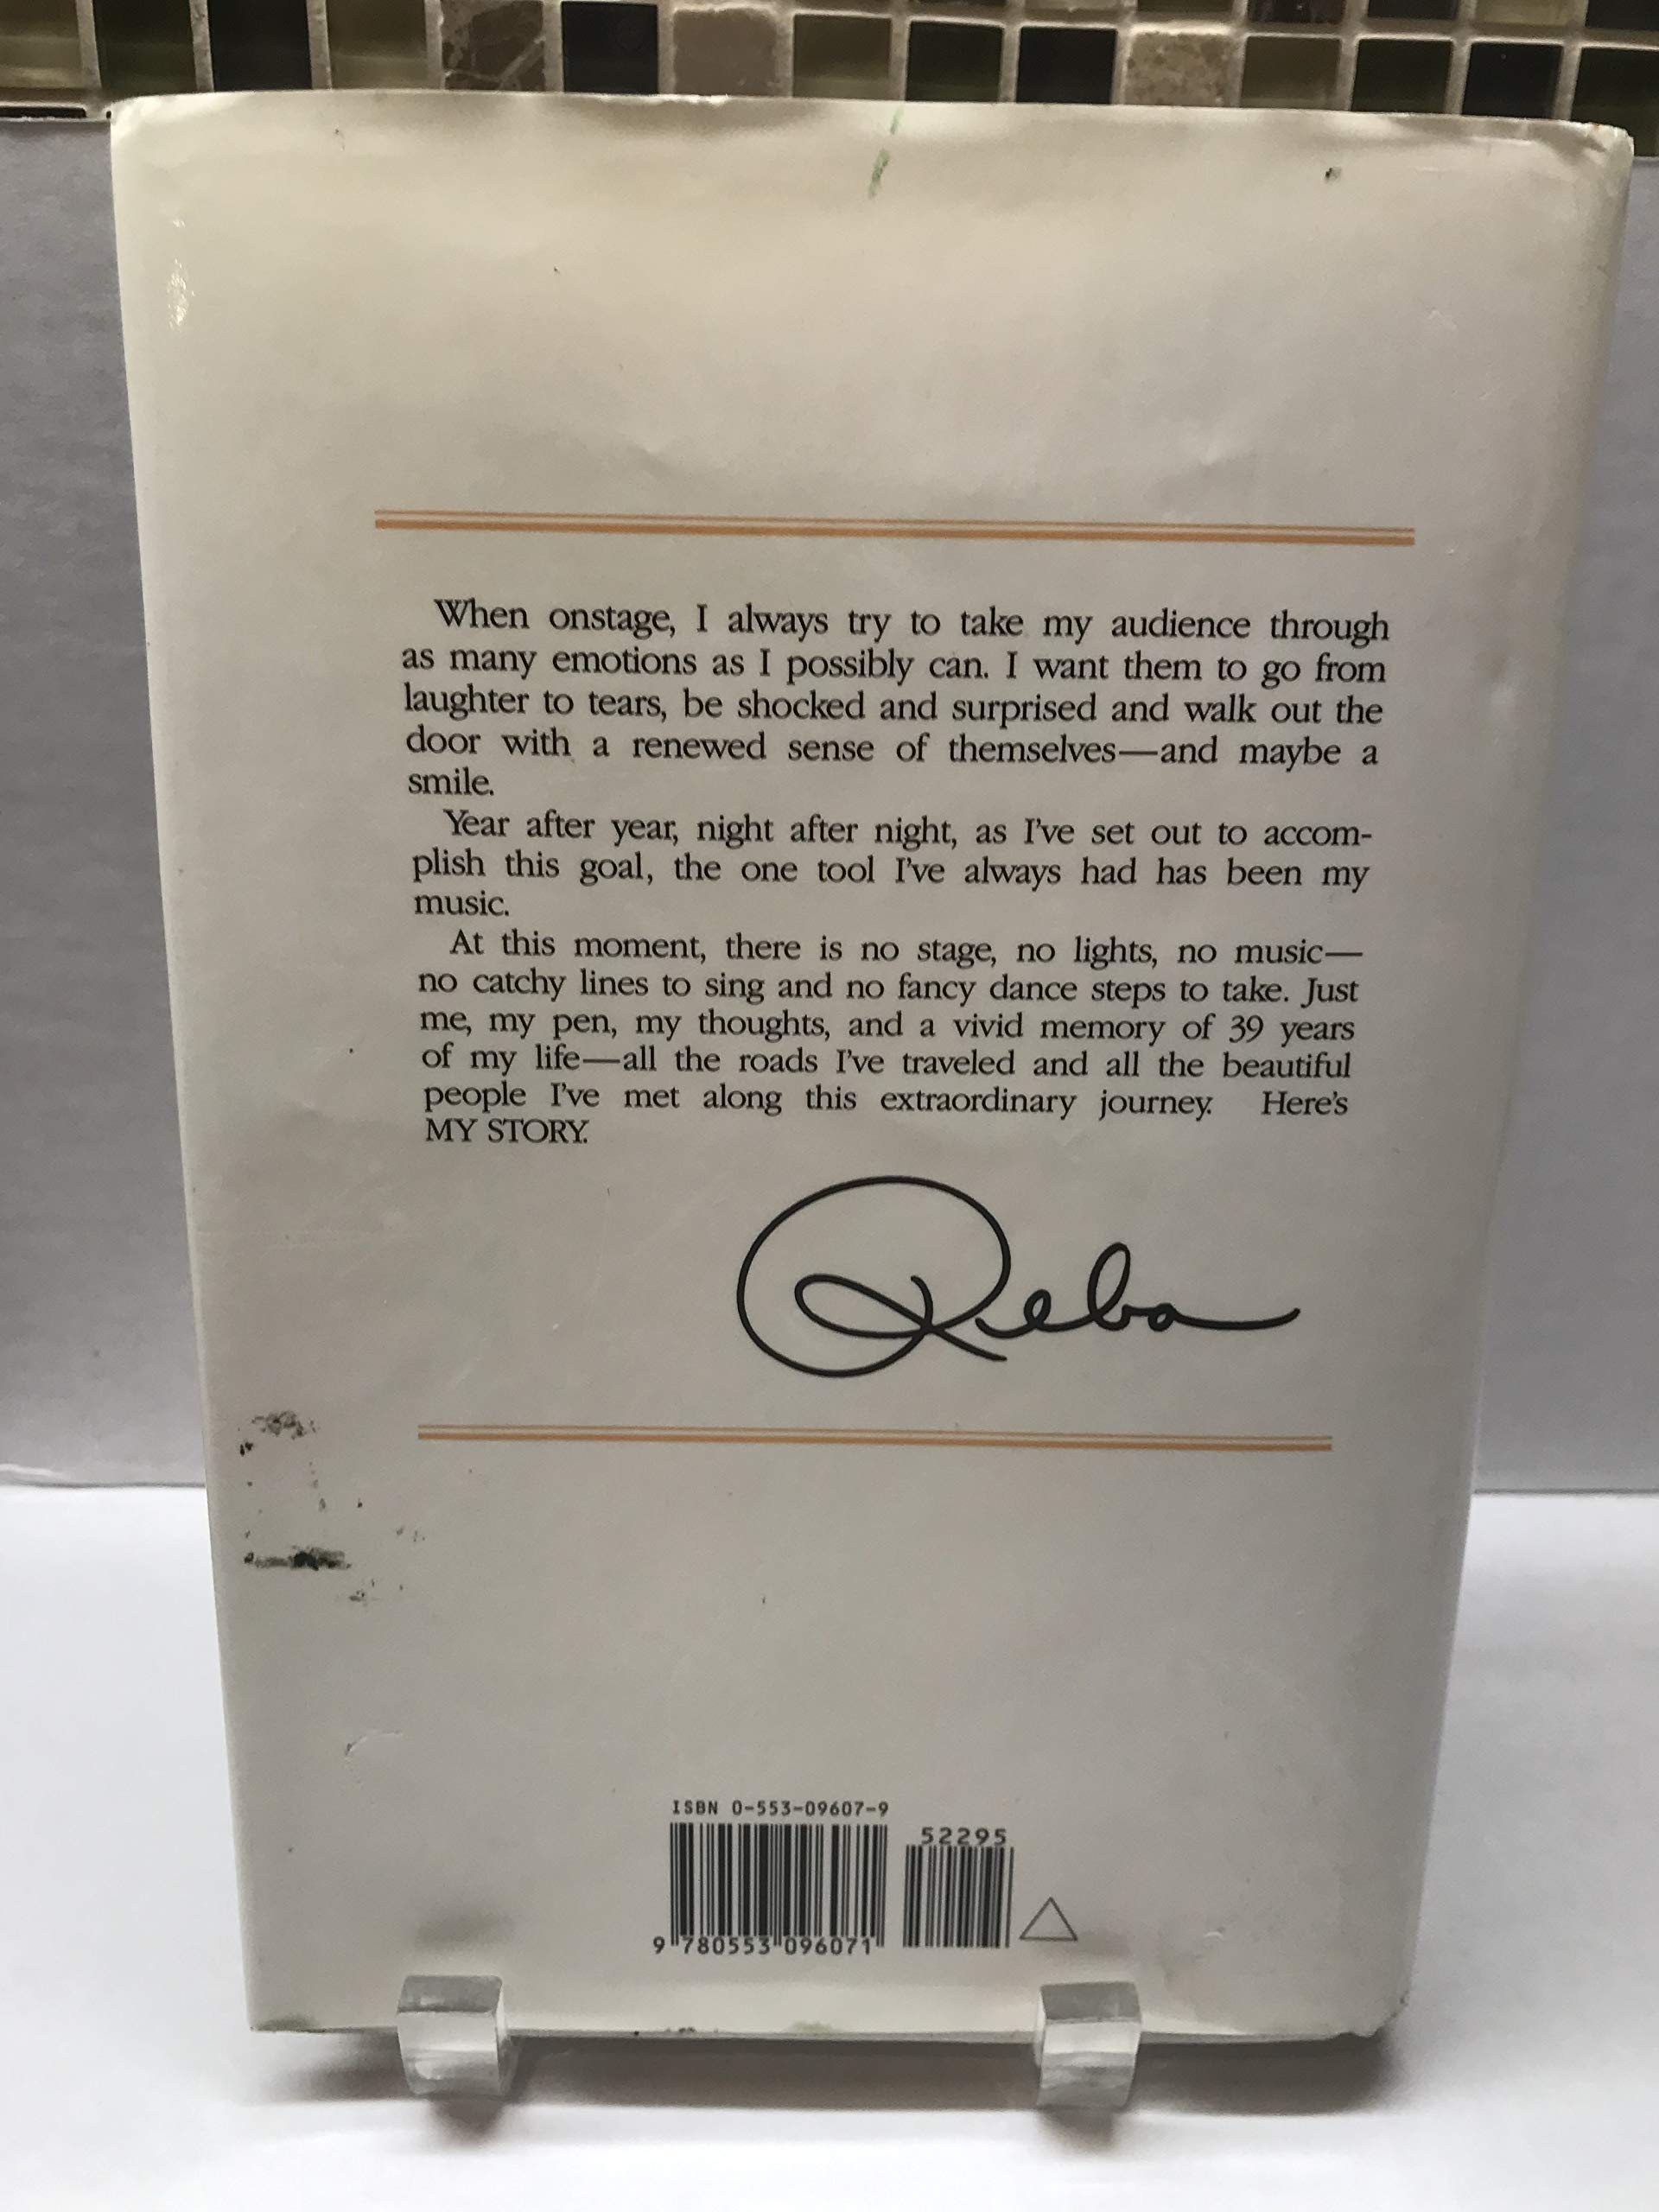 When onstage, I always try to take my audience through
as many emotions as I possibly can. I want them to go from
laughter to tears, be shocked and surprised and walk out the
door with a renewed sense of themselves—and maybe a
smile.
Year after year, night after night, as I've set out to accom-
plish this goal, the one tool I've always had has been my
music.
At this moment, there is no stage, no lights, no music—
no catchy lines to sing and no fancy dance steps to take. Just
me, my pen, my thoughts, and a vivid memory of 39 years
of my life—all the roads I've traveled and all the beautiful
people I've met along this extraordinary journey. Here's
MY STORY.
Reba
ISBN 0-553-09607-9
52295
9 780553 096071